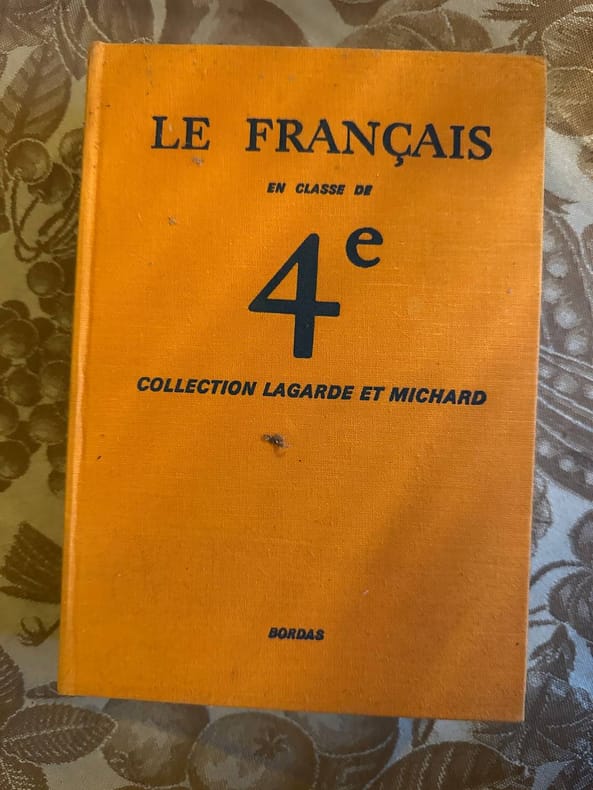 LE FRANÇAIS
EN CLASSE DE
4e
COLLECTION LAGARDE ET MICHARD
BORDAS